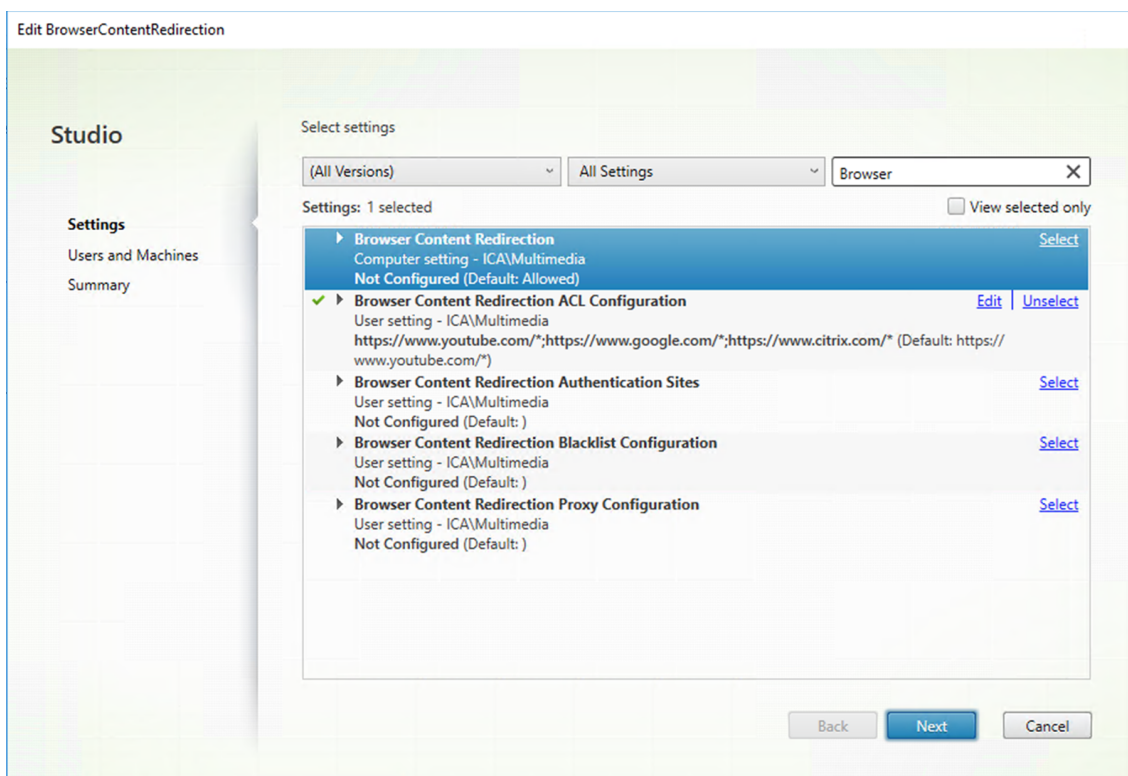 Edit BrowserContentRedirection
Studio
Settings
Users and Machines
Summary
Select settings
(All Versions)
All Settings
Browser
Settings: 1 selected
View selected only
Browser Content Redirection
Select
Computer setting - ICA\Multimedia
Not Configured (Default: Allowed)
Browser Content Redirection ACL Configuration
Edit | Unselect
User setting - ICA\Multimedia
https://www.youtube.com/*;https://www.google.com/*;https://www.citrix.com/* (Default: https://
www.youtube.com/*)
Browser Content Redirection Authentication Sites
Select
User setting - ICA\Multimedia
Not Configured (Default: )
Browser Content Redirection Blacklist Configuration
Select
User setting - ICA\Multimedia
Not Configured (Default: )
Browser Content Redirection Proxy Configuration
Select
User setting - ICA\Multimedia
Not Configured (Default: )
Back
Next
Cancel